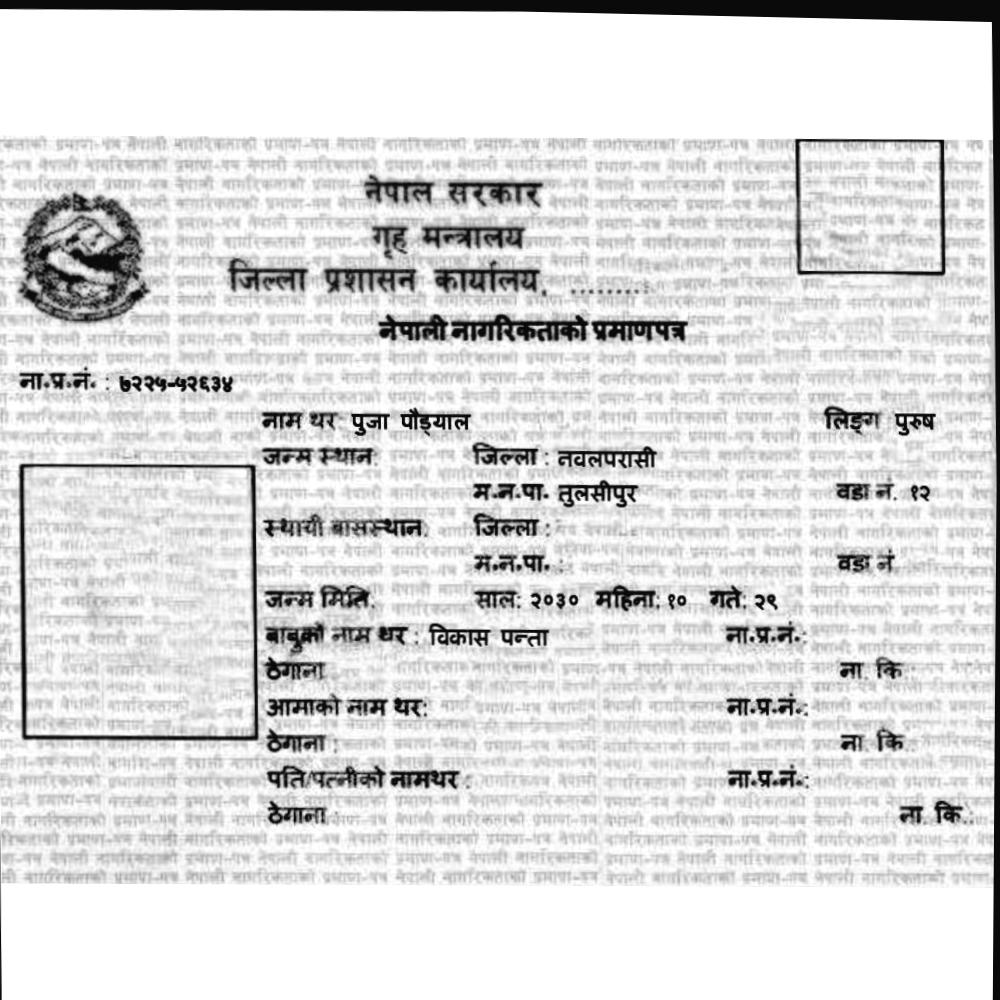 नेपाल सरकार
गृह मन्त्रालय
जिल्ला प्रशासन कार्यालय, ..........
नेपाली नागरिकताको प्रमाणपत्र
ना.प्र.नं. : ७२२५-५२६३४
नाम थर: पुजा पौड्याल लिङ्ग पुरुष
जन्म स्थान: जिल्ला : नवलपरासी
म.न.पा. तुलसीपुर वडा नं. १२
स्थायी बासस्थान: जिल्ला :
म.न.पा. : वडा नं.
जन्म मिति: साल: २०३० महिना: १० गते: २९
बाबुको नाम थर : विकास पन्ता ना.प्र.नं.:
ठेगाना ना. कि.:
आमाको नाम थर: ना.प्र.नं.:
ठेगाना : ना. कि.
पति/पत्नीको नामथर : ना.प्र.नं.:
ठेगाना : ना. कि.: